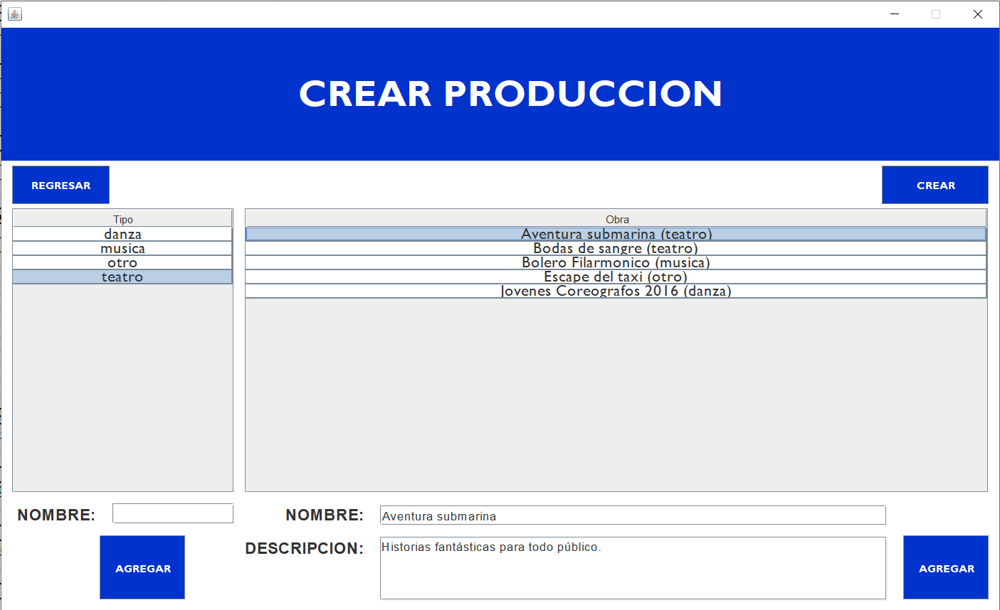 CREAR PRODUCCION
REGRESAR
CREAR
Tipo
danza
musica
otro
teatro
Obra
Aventura submarina (teatro)
Bodas de sangre (teatro)
Bolero Filarmonico (musica)
Escape del taxi (otro)
Jovenes Coreografos 2016 (danza)
NOMBRE:
AGREGAR
NOMBRE: Aventura submarina
DESCRIPCION: Historias fantásticas para todo público.
AGREGAR